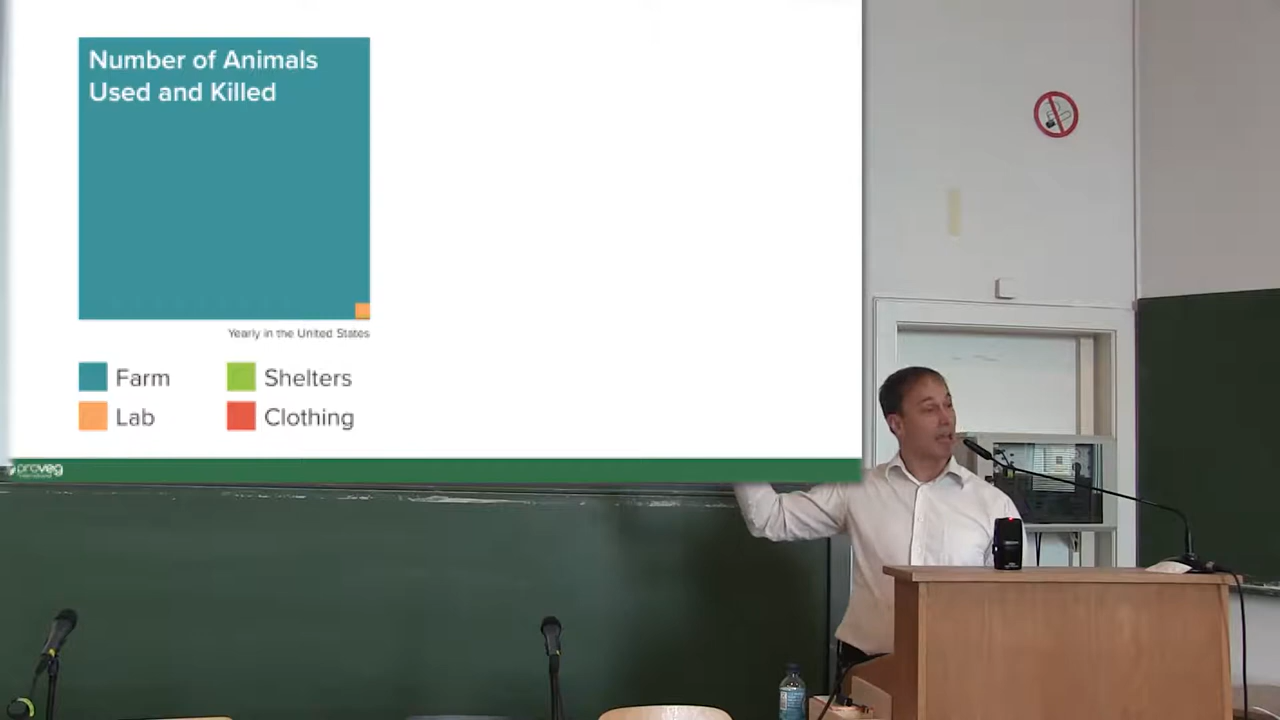 Number of Animals
Used and Killed
Yearly in the United States
Farm
Shelters
Lab
Clothing
proveg